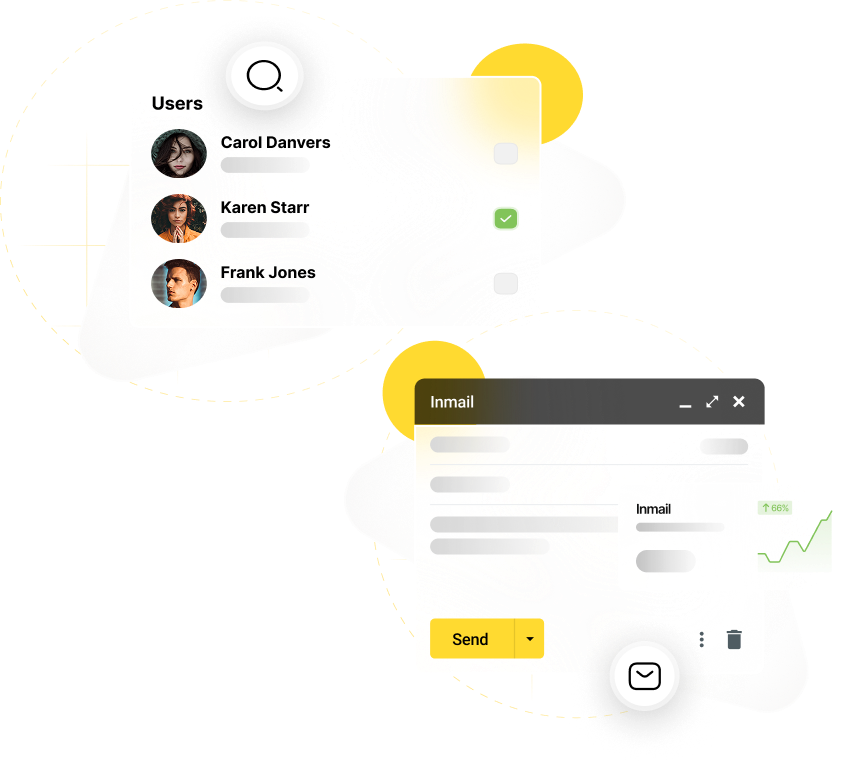 Users
Carol Danvers
Karen Starr
Frank Jones
Inmail
Inmail
66%
Send